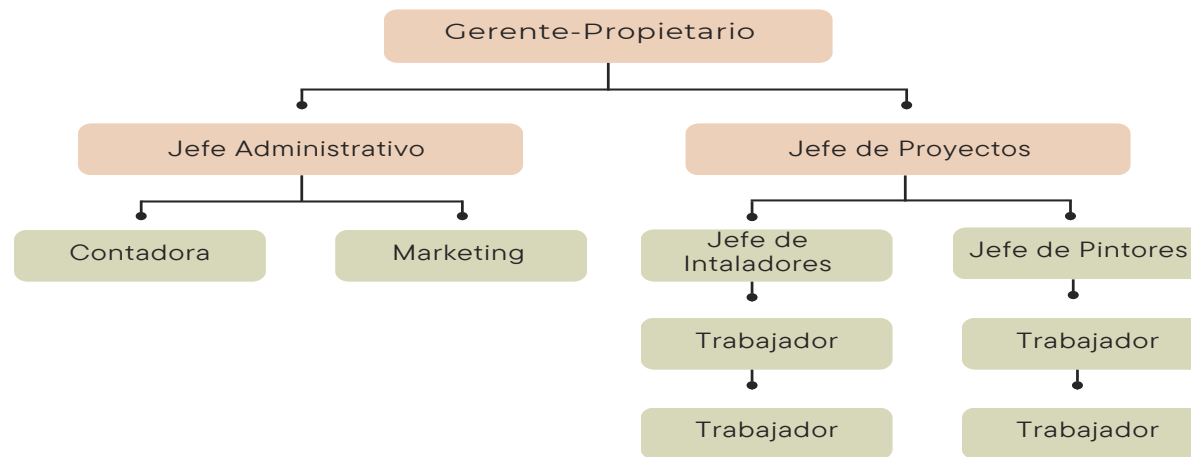 Gerente-Propietario
Jefe Administrativo
Jefe de Proyectos
Contadora
Marketing
Jefe de
Intaladores
Jefe de Pintores
Trabajador
Trabajador
Trabajador
Trabajador